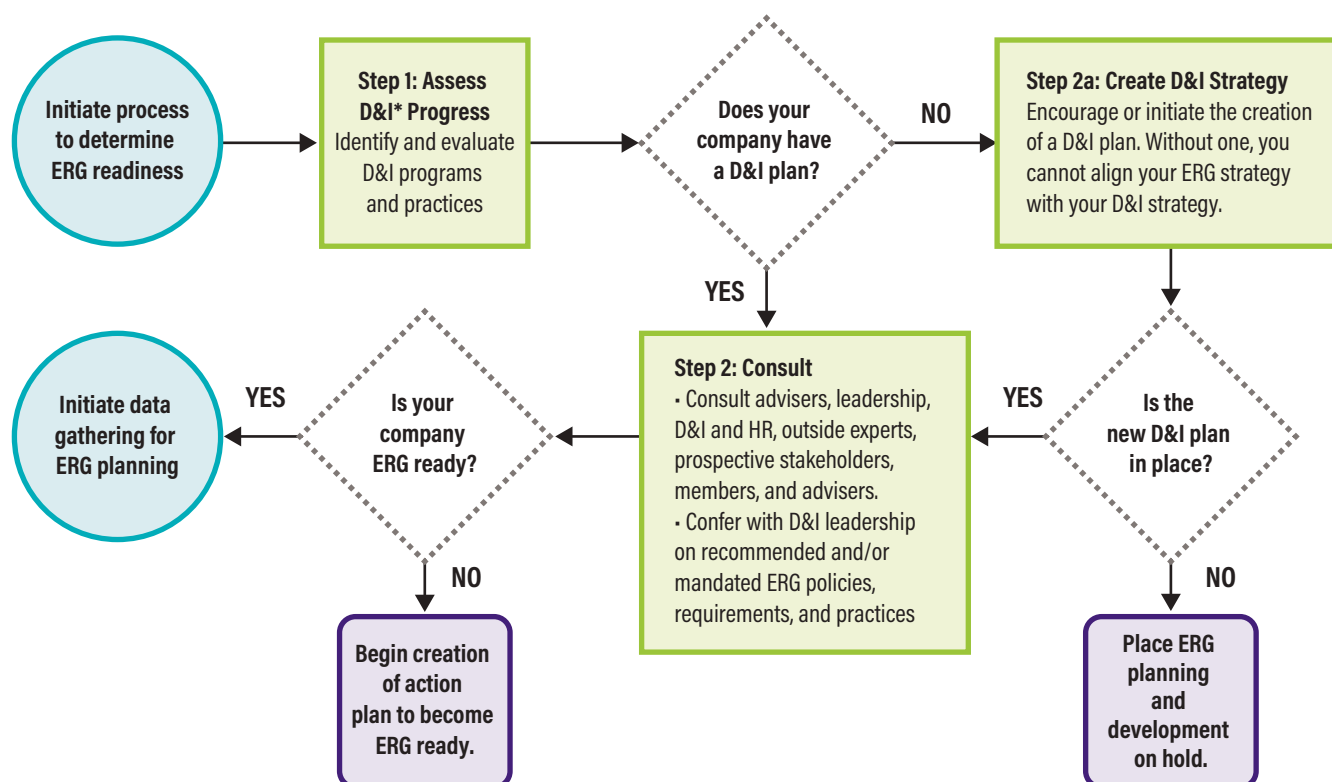 Initiate process
to determine
ERG readiness
Step 1: Assess
D&I* Progress
Identify and evaluate
D&I programs
and practices
Does your
company have
a D&I plan?
NO
Step 2a: Create D&I Strategy
Encourage or initiate the creation
of a D&I plan. Without one, you
cannot align your ERG strategy
with your D&I strategy.
YES
Initiate data
gathering for
ERG planning
YES
Is your
company
ERG ready?
Step 2: Consult
• Consult advisers, leadership,
D&I and HR, outside experts,
prospective stakeholders,
members, and advisers.
• Confer with D&I leadership
on recommended and/or
mandated ERG policies,
requirements, and practices
YES
Is the
new D&I plan
in place?
NO
Begin creation
of action
plan to become
ERG ready.
NO
Place ERG
planning
and
development
on hold.